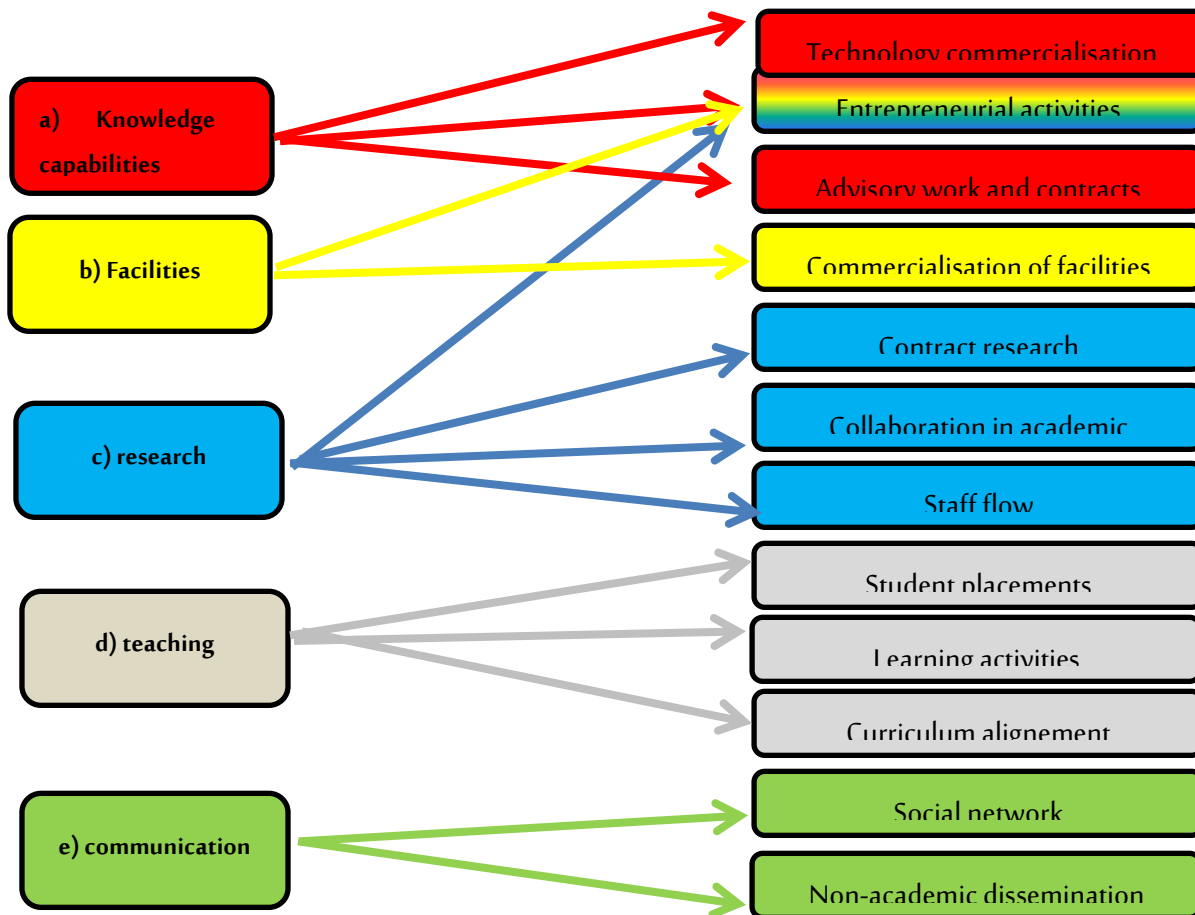 Technology commercialisation
Entrepreneurial activities
a) Knowledge
capabilities
Advisory work and contracts
b) Facilities
Commercialisation of facilities
Contract research
c) research
Collaboration in academic
Staff flow
Student placements
d) teaching
Learning activities
Curriculum alignement
Social network
e) communication
Non-academic dissemination